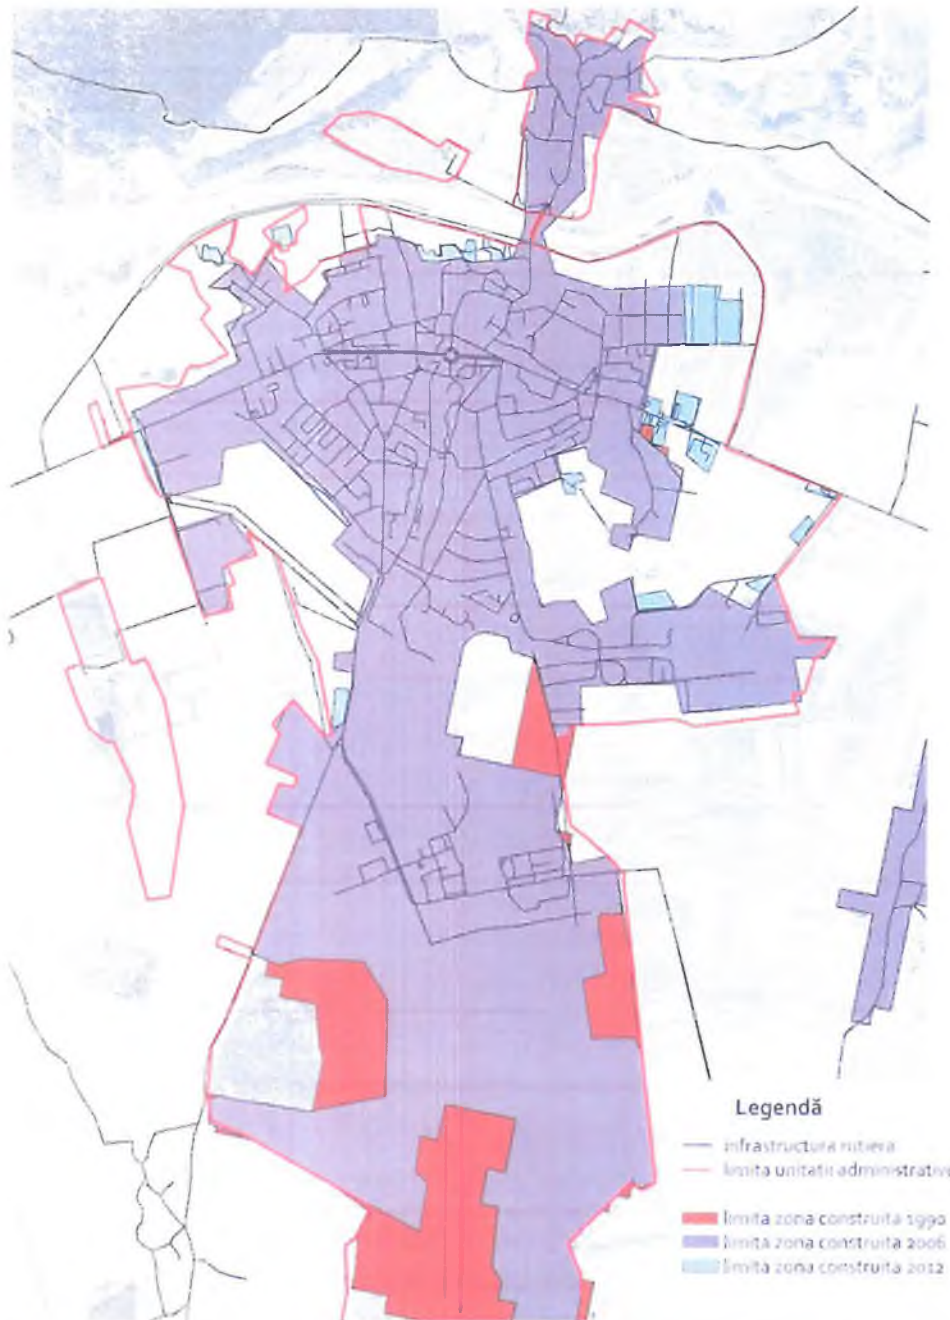 Legendă
infrastructura rutiera
limita unitatii administrative
limita zona construita 1990
limita zona construita 2006
limita zona construita 2012